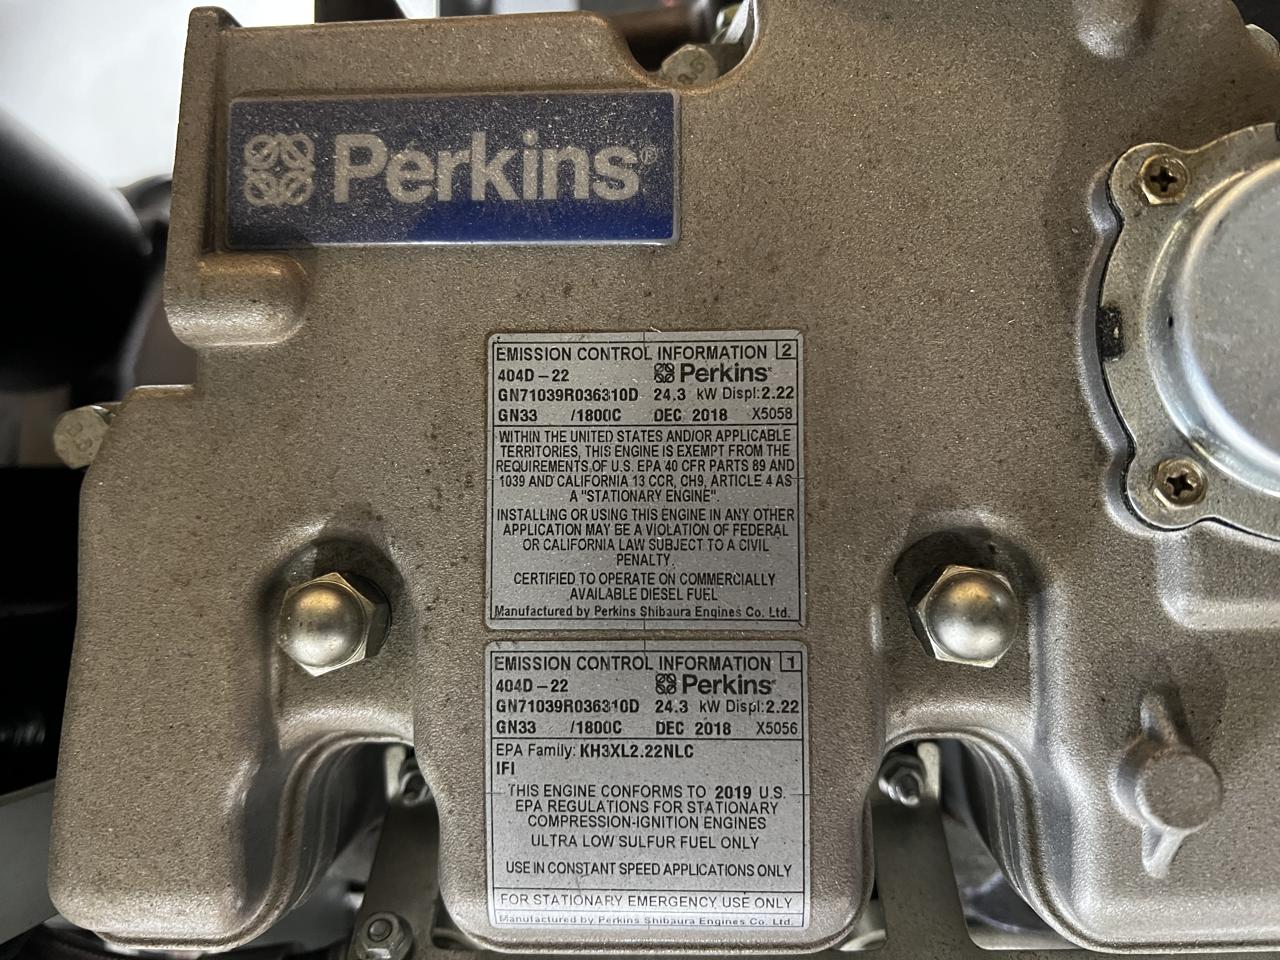 Perkins®
EMISSION CONTROL INFORMATION 2
404D-22 Perkins®
GN71039R036310D 24.3 kW Displ:2.22
GN33 /1800C DEC 2018 X5058
WITHIN THE UNITED STATES AND/OR APPLICABLE
TERRITORIES, THIS ENGINE IS EXEMPT FROM THE
REQUIREMENTS OF U.S. EPA 40 CFR PARTS 89 AND
1039 AND CALIFORNIA 13 CCR, CH9, ARTICLE 4 AS
A "STATIONARY ENGINE".
INSTALLING OR USING THIS ENGINE IN ANY OTHER
APPLICATION MAY BE A VIOLATION OF FEDERAL
OR CALIFORNIA LAW SUBJECT TO A CIVIL
PENALTY.
CERTIFIED TO OPERATE ON COMMERCIALLY
AVAILABLE DIESEL FUEL
Manufactured by Perkins Shibaura Engines Co. Ltd.
EMISSION CONTROL INFORMATION 1
404D-22 Perkins®
GN71039R036310D 24.3 kW Displ:2.22
GN33 /1800C DEC 2018 X5056
EPA Family: KH3XL2.22NLC
IFI
THIS ENGINE CONFORMS TO 2019 U.S.
EPA REGULATIONS FOR STATIONARY
COMPRESSION-IGNITION ENGINES
ULTRA LOW SULFUR FUEL ONLY
USE IN CONSTANT SPEED APPLICATIONS ONLY
FOR STATIONARY EMERGENCY USE ONLY
Manufactured by Perkins Shibaura Engines Co. Ltd.